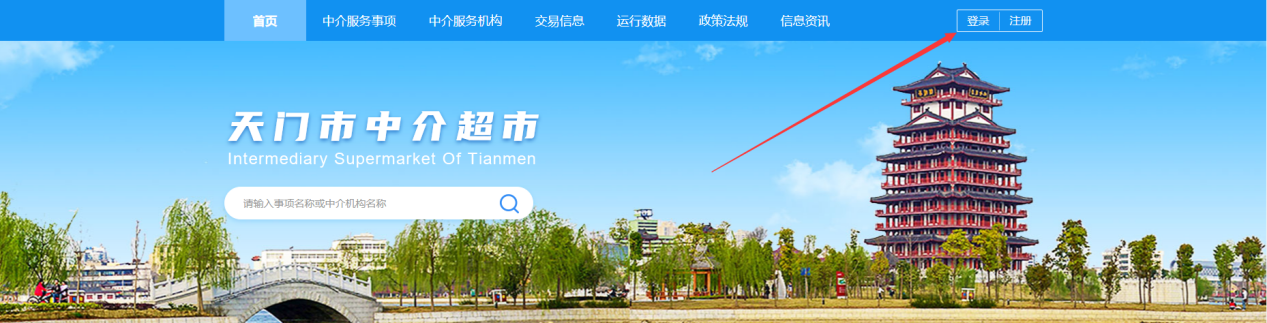 首页 中介服务事项 中介服务机构 交易信息 运行数据 政策法规 信息资讯 登录 注册
天门市中介超市
Intermediary Supermarket Of Tianmen
请输入事项名称或中介机构名称